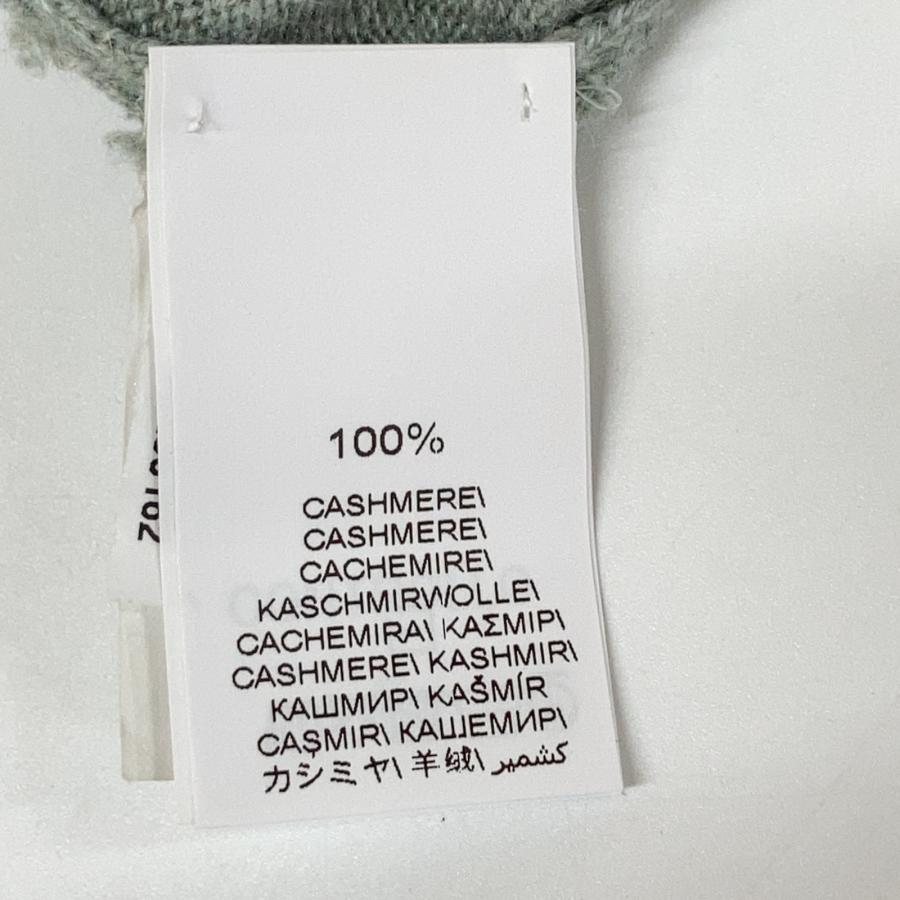 100%
CASHMERE\
CASHMERE\
CACHEMIRE\
KASCHMIRWOLLE\
CACHEMIRA\ ΚΑΣΜΙΡ\
CASHMERE\ KASHMIR\
КАШМИР\ KAŠMÍR
CAŞMIR\ КАШЕМИР\
カシミヤ\ 羊绒\ كشمير